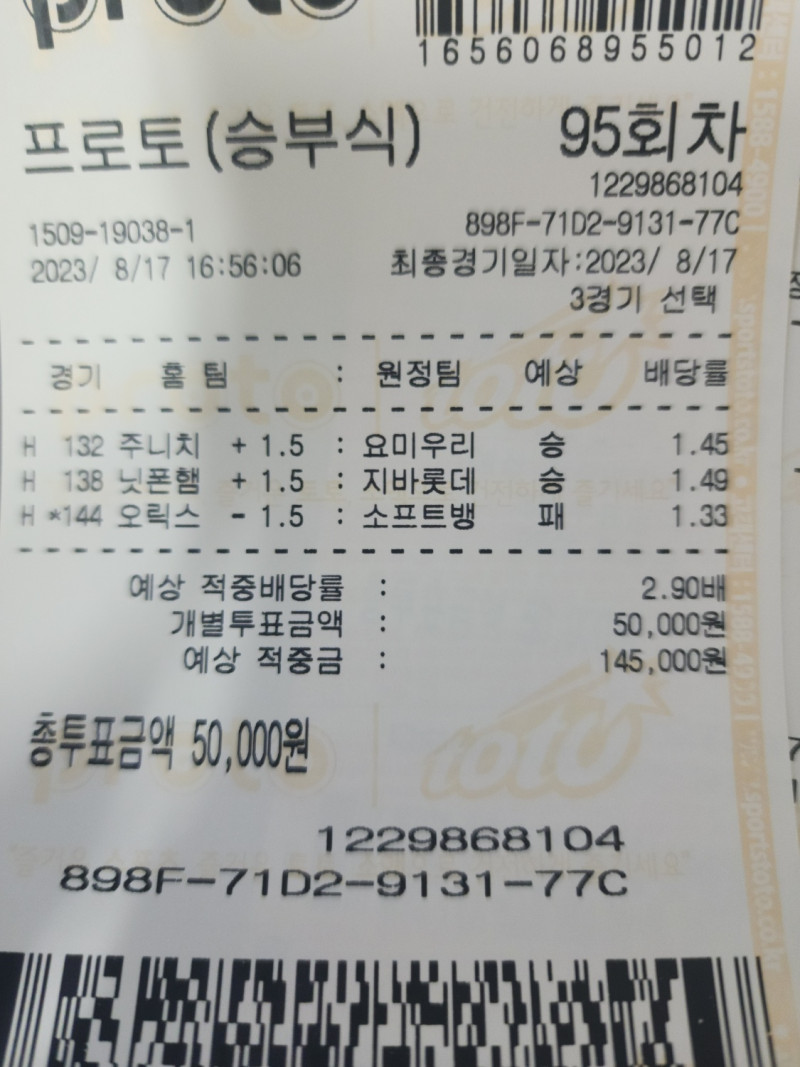 proto
1656068955012
프로토(승부식) 95회차
1229868104
1509-19038-1 898F-71D2-9131-77C
2023/ 8/17 16:56:06 최종경기일자:2023/ 8/17
3경기 선택
경기 홈 팀 : 원정팀 예상 배당률
H 132 주니치 + 1.5 : 요미우리 승 1.45
H 138 닛폰햄 + 1.5 : 지바롯데 승 1.49
H *144 오릭스 - 1.5 : 소프트뱅 패 1.33
예상 적중배당률 : 2.90배
개별투표금액 : 50,000원
예상 적중금 : 145,000원
총투표금액 50,000원
1229868104
898F-71D2-9131-77C